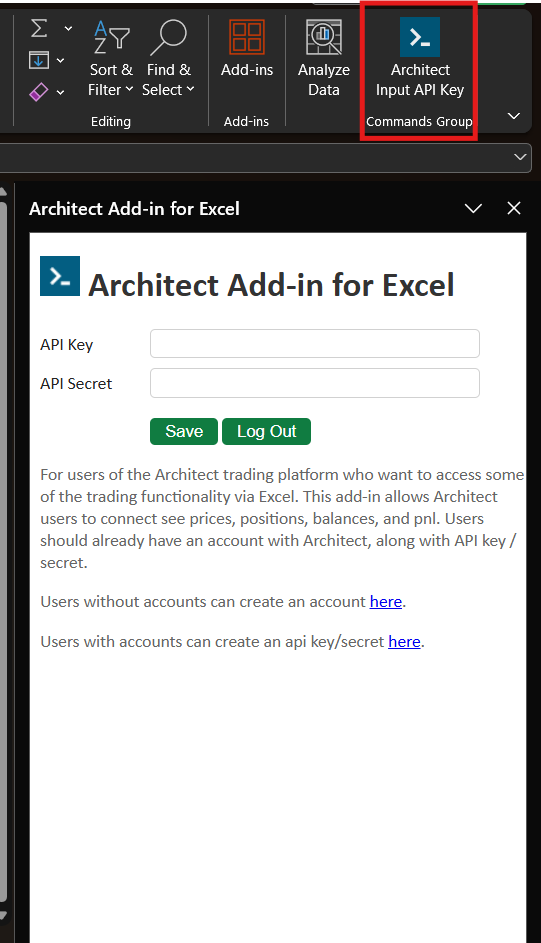 Sort & Filter
Find & Select
Editing
Add-ins
Add-ins
Analyze Data
Architect Input API Key
Commands Group
Architect Add-in for Excel
Architect Add-in for Excel
API Key
API Secret
Save Log Out
For users of the Architect trading platform who want to access some
of the trading functionality via Excel. This add-in allows Architect
users to connect see prices, positions, balances, and pnl. Users
should already have an account with Architect, along with API key /
secret.
Users without accounts can create an account here.
Users with accounts can create an api key/secret here.